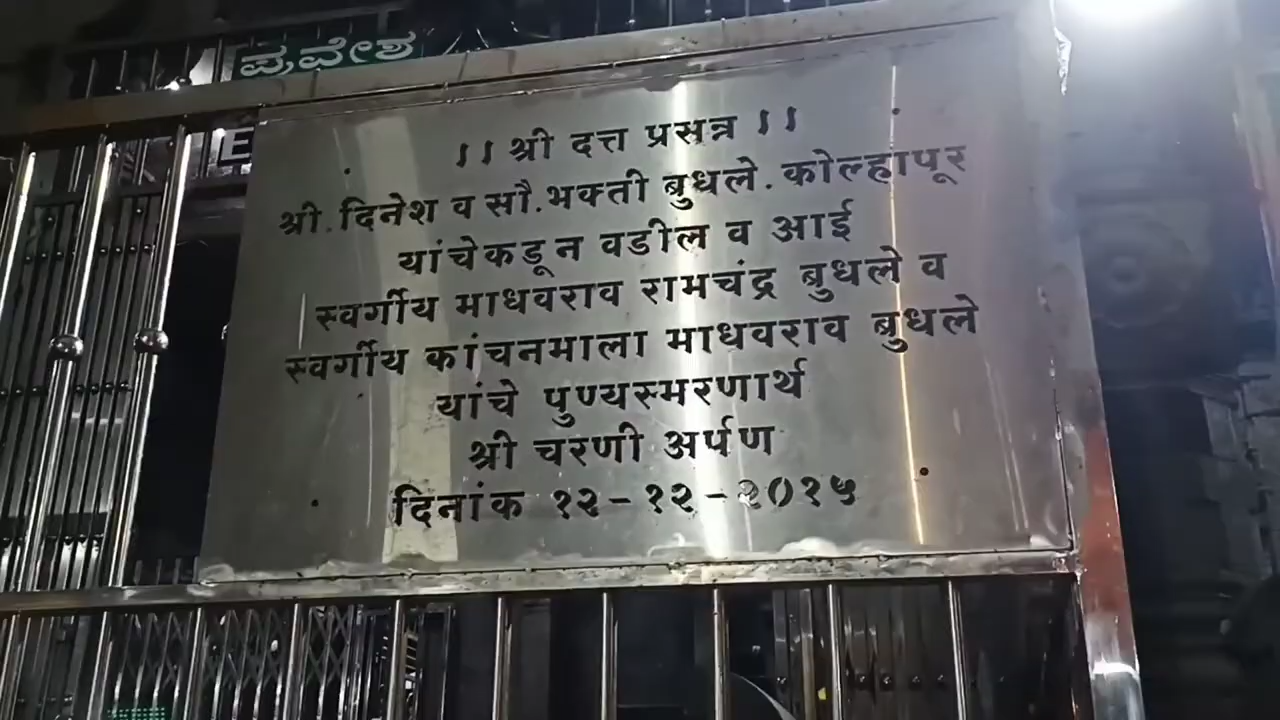 ಪ್ರವೇಶ
E
।। श्री दत्त प्रसन्न ।।
श्री. दिनेश व सौ. भक्ती बुधले. कोल्हापूर
यांचेकडून वडील व आई
स्वर्गीय माधवराव रामचंद्र बुधले व
स्वर्गीय कांचनमाला माधवराव बुधले
यांचे पुण्यस्मरणार्थ
श्री चरणी अर्पण
दिनांक १२-१२-२०१५